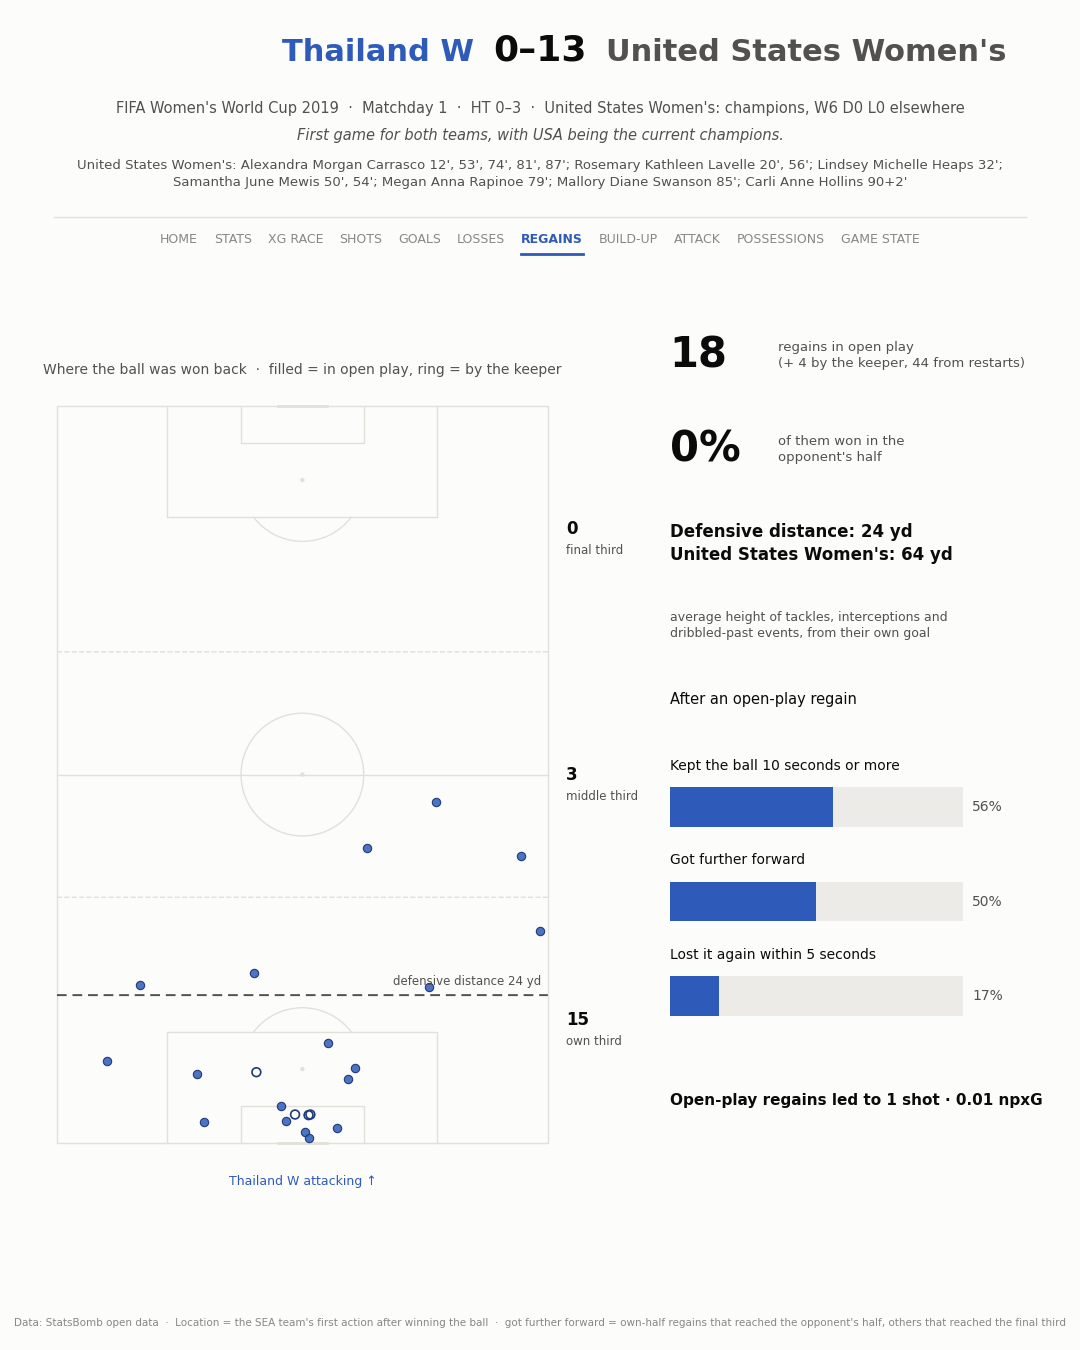 Thailand W 0–13 United States Women's
FIFA Women's World Cup 2019 · Matchday 1 · HT 0–3 · United States Women's: champions, W6 D0 L0 elsewhere
First game for both teams, with USA being the current champions.
United States Women's: Alexandra Morgan Carrasco 12', 53', 74', 81', 87'; Rosemary Kathleen Lavelle 20', 56'; Lindsey Michelle Heaps 32';
Samantha June Mewis 50', 54'; Megan Anna Rapinoe 79'; Mallory Diane Swanson 85'; Carli Anne Hollins 90+2'
HOME STATS XG RACE SHOTS GOALS LOSSES REGAINS BUILD-UP ATTACK POSSESSIONS GAME STATE
Where the ball was won back · filled = in open play, ring = by the keeper
0
final third
3
middle third
defensive distance 24 yd
15
own third
Thailand W attacking ↑
18
regains in open play
(+ 4 by the keeper, 44 from restarts)
0%
of them won in the
opponent's half
Defensive distance: 24 yd
United States Women's: 64 yd
average height of tackles, interceptions and
dribbled-past events, from their own goal
After an open-play regain
Kept the ball 10 seconds or more
56%
Got further forward
50%
Lost it again within 5 seconds
17%
Open-play regains led to 1 shot · 0.01 npxG
Data: StatsBomb open data · Location = the SEA team's first action after winning the ball · got further forward = own-half regains that reached the opponent's half, others that reached the final third